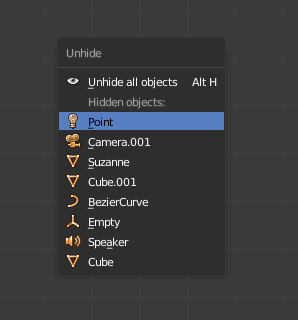 Unhide
Unhide all objects Alt H
Hidden objects:
Point
Camera.001
Suzanne
Cube.001
BezierCurve
Empty
Speaker
Cube